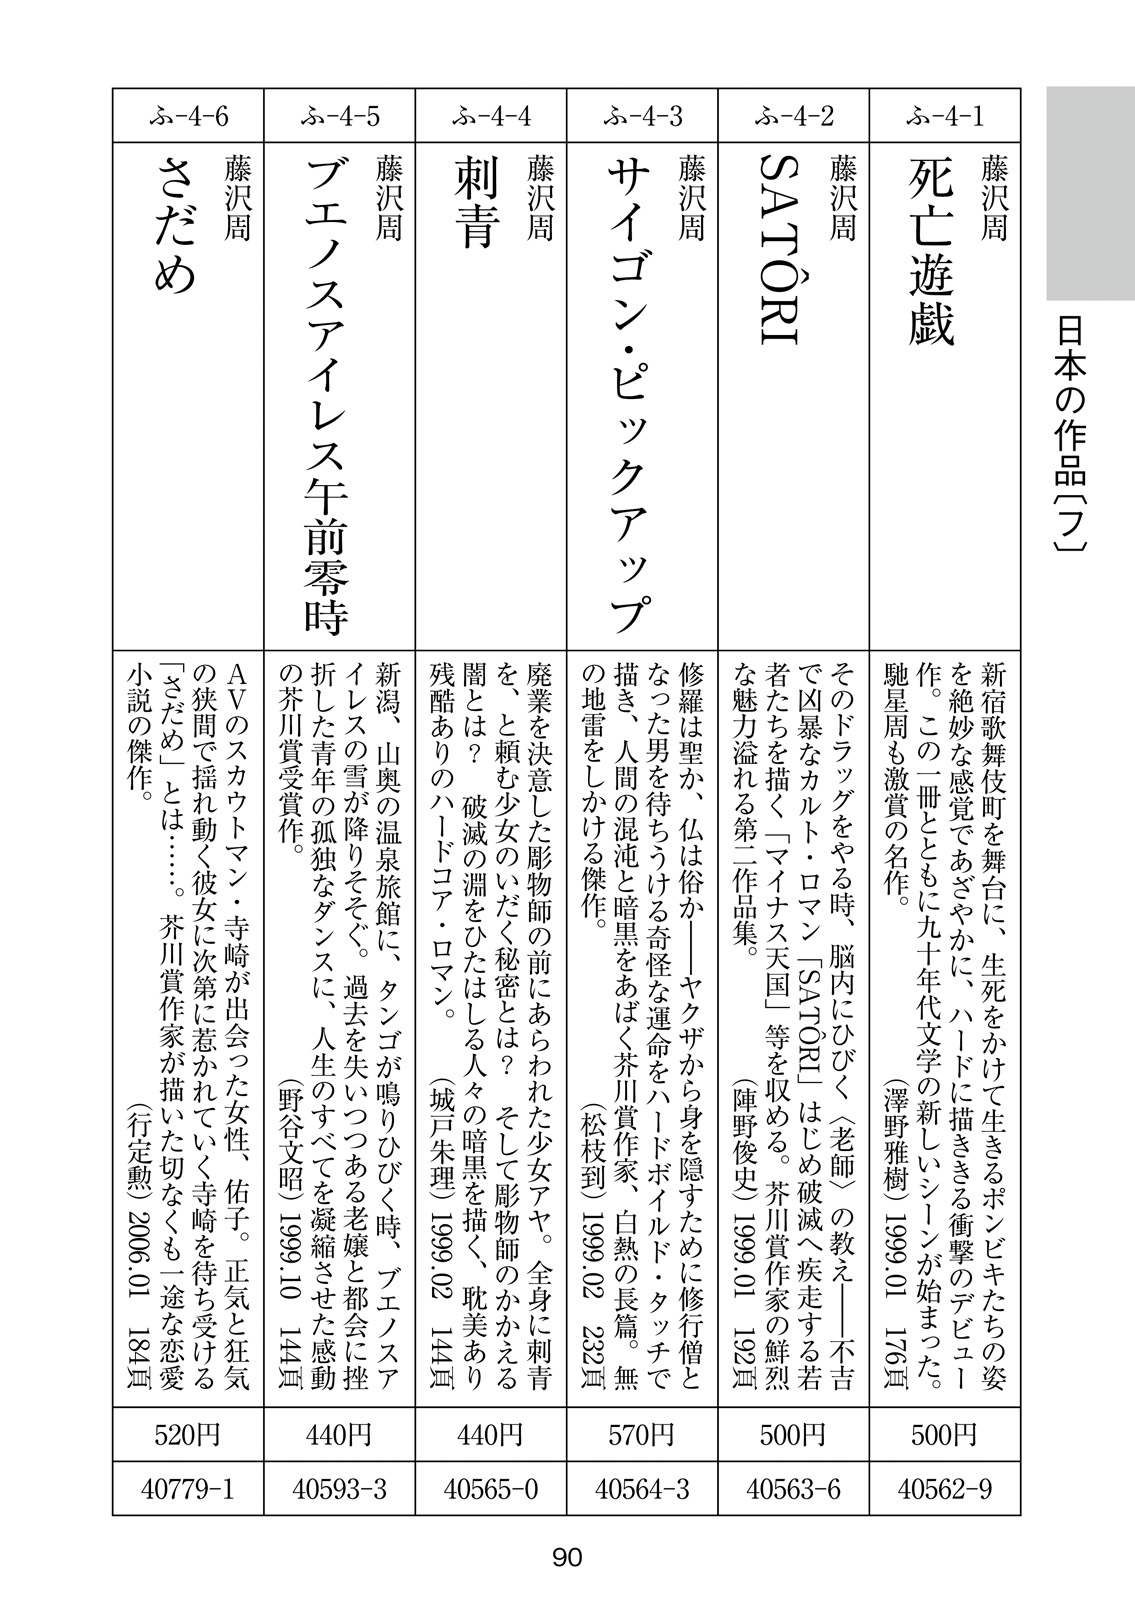 日本の作品〔フ〕
ふ-4-1
藤沢周
死亡遊戯
新宿歌舞伎町を舞台に、生死をかけて生きるポンビキたちの姿
を絶妙な感覚であざやかに、ハードに描ききる衝撃のデビュー
作。この一冊とともに九十年代文学の新しいシーンが始まった。
馳星周も激賞の名作。
（澤野雅樹）1999.01　176頁
500円
40562-9
ふ-4-2
藤沢周
SATÔRI
そのドラッグをやる時、脳内にひびく〈老師〉の教え――不吉
で凶暴なカルト・ロマン「SATÔRI」はじめ破滅へ疾走する若
者たちを描く「マイナス天国」等を収める。芥川賞作家の鮮烈
な魅力溢れる第二作品集。
（陣野俊史）1999.01　192頁
500円
40563-6
ふ-4-3
藤沢周
サイゴン・ピックアップ
修羅は聖か、仏は俗か――ヤクザから身を隠すために修行僧と
なった男を待ちうける奇怪な運命をハードボイルド・タッチで
描き、人間の混沌と暗黒をあばく芥川賞作家、白熱の長篇。無
の地雷をしかける傑作。
（松枝到）1999.02　232頁
570円
40564-3
ふ-4-4
藤沢周
刺青
廃業を決意した彫物師の前にあらわれた少女アヤ。全身に刺青
を、と頼む少女のいだく秘密とは？　そして彫物師のかかえる
闇とは？　破滅の淵をひたはしる人々の暗黒を描く、耽美あり
残酷ありのハードコア・ロマン。
（城戸朱理）1999.02　144頁
440円
40565-0
ふ-4-5
藤沢周
ブエノスアイレス午前零時
新潟、山奥の温泉旅館に、タンゴが鳴りひびく時、ブエノスア
イレスの雪が降りそそぐ。過去を失いつつある老嬢と都会に挫
折した青年の孤独なダンスに、人生のすべてを凝縮させた感動
の芥川賞受賞作。
（野谷文昭）1999.10　144頁
440円
40593-3
ふ-4-6
藤沢周
さだめ
AVのスカウトマン・寺崎が出会った女性、佑子。正気と狂気
の狭間で揺れ動く彼女に次第に惹かれていく寺崎を待ち受ける
「さだめ」とは……。芥川賞作家が描いた切なくも一途な恋愛
小説の傑作。
（行定勲）2006.01　184頁
520円
40779-1
90